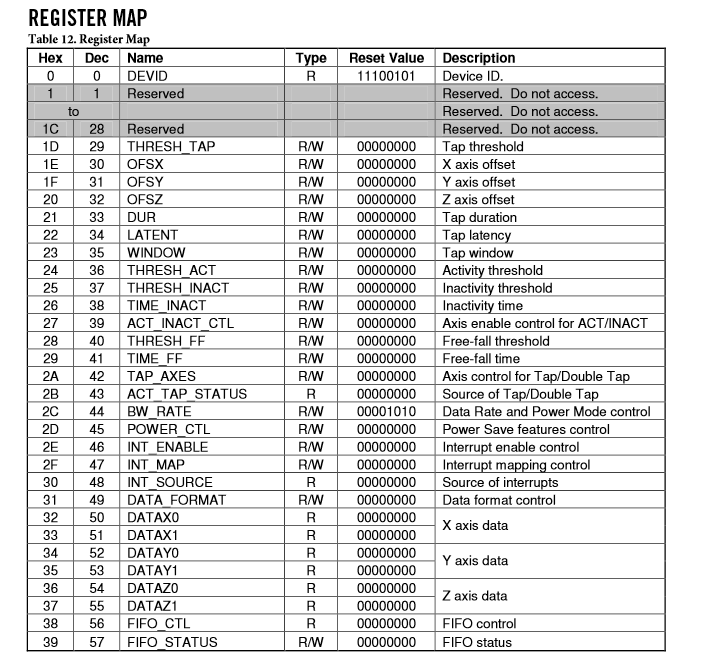 REGISTER MAP
Table 12. Register Map
Hex Dec Name Type Reset Value Description
0 0 DEVID R 11100101 Device ID.
1 1 Reserved Reserved. Do not access.
to Reserved. Do not access.
1C 28 Reserved Reserved. Do not access.
1D 29 THRESH_TAP R/W 00000000 Tap threshold
1E 30 OFSX R/W 00000000 X axis offset
1F 31 OFSY R/W 00000000 Y axis offset
20 32 OFSZ R/W 00000000 Z axis offset
21 33 DUR R/W 00000000 Tap duration
22 34 LATENT R/W 00000000 Tap latency
23 35 WINDOW R/W 00000000 Tap window
24 36 THRESH_ACT R/W 00000000 Activity threshold
25 37 THRESH_INACT R/W 00000000 Inactivity threshold
26 38 TIME_INACT R/W 00000000 Inactivity time
27 39 ACT_INACT_CTL R/W 00000000 Axis enable control for ACT/INACT
28 40 THRESH_FF R/W 00000000 Free-fall threshold
29 41 TIME_FF R/W 00000000 Free-fall time
2A 42 TAP_AXES R/W 00000000 Axis control for Tap/Double Tap
2B 43 ACT_TAP_STATUS R 00000000 Source of Tap/Double Tap
2C 44 BW_RATE R/W 00001010 Data Rate and Power Mode control
2D 45 POWER_CTL R/W 00000000 Power Save features control
2E 46 INT_ENABLE R/W 00000000 Interrupt enable control
2F 47 INT_MAP R/W 00000000 Interrupt mapping control
30 48 INT_SOURCE R 00000000 Source of interrupts
31 49 DATA_FORMAT R/W 00000000 Data format control
32 50 DATAX0 R 00000000 X axis data
33 51 DATAX1 R 00000000
34 52 DATAY0 R 00000000 Y axis data
35 53 DATAY1 R 00000000
36 54 DATAZ0 R 00000000 Z axis data
37 55 DATAZ1 R 00000000
38 56 FIFO_CTL R 00000000 FIFO control
39 57 FIFO_STATUS R/W 00000000 FIFO status